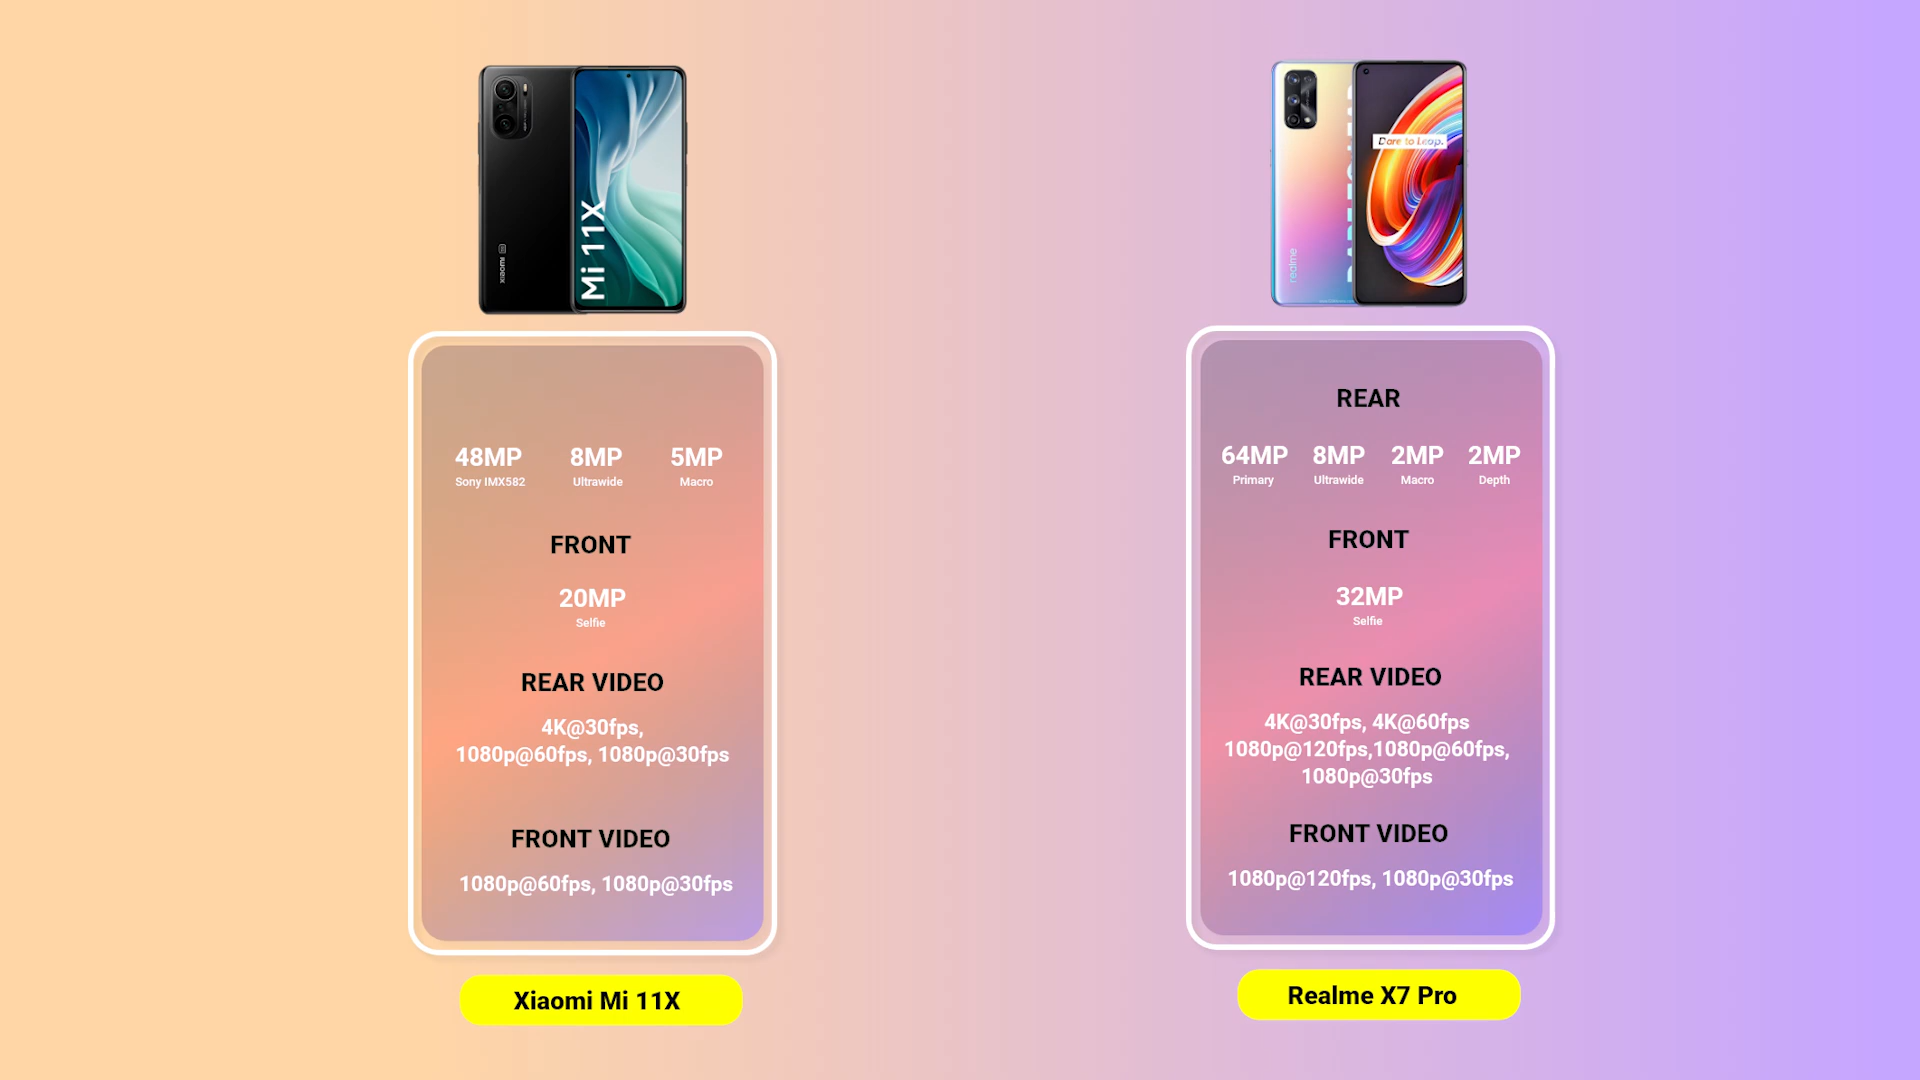 xiaomi
Mi 11X
48MP 8MP 5MP
Sony IMX582 Ultrawide Macro
FRONT
20MP
Selfie
REAR VIDEO
4K@30fps,
1080p@60fps, 1080p@30fps
FRONT VIDEO
1080p@60fps, 1080p@30fps
Xiaomi Mi 11X
realme
Dare to Leap.
REAR
64MP 8MP 2MP 2MP
Primary Ultrawide Macro Depth
FRONT
32MP
Selfie
REAR VIDEO
4K@30fps, 4K@60fps
1080p@120fps,1080p@60fps,
1080p@30fps
FRONT VIDEO
1080p@120fps, 1080p@30fps
Realme X7 Pro